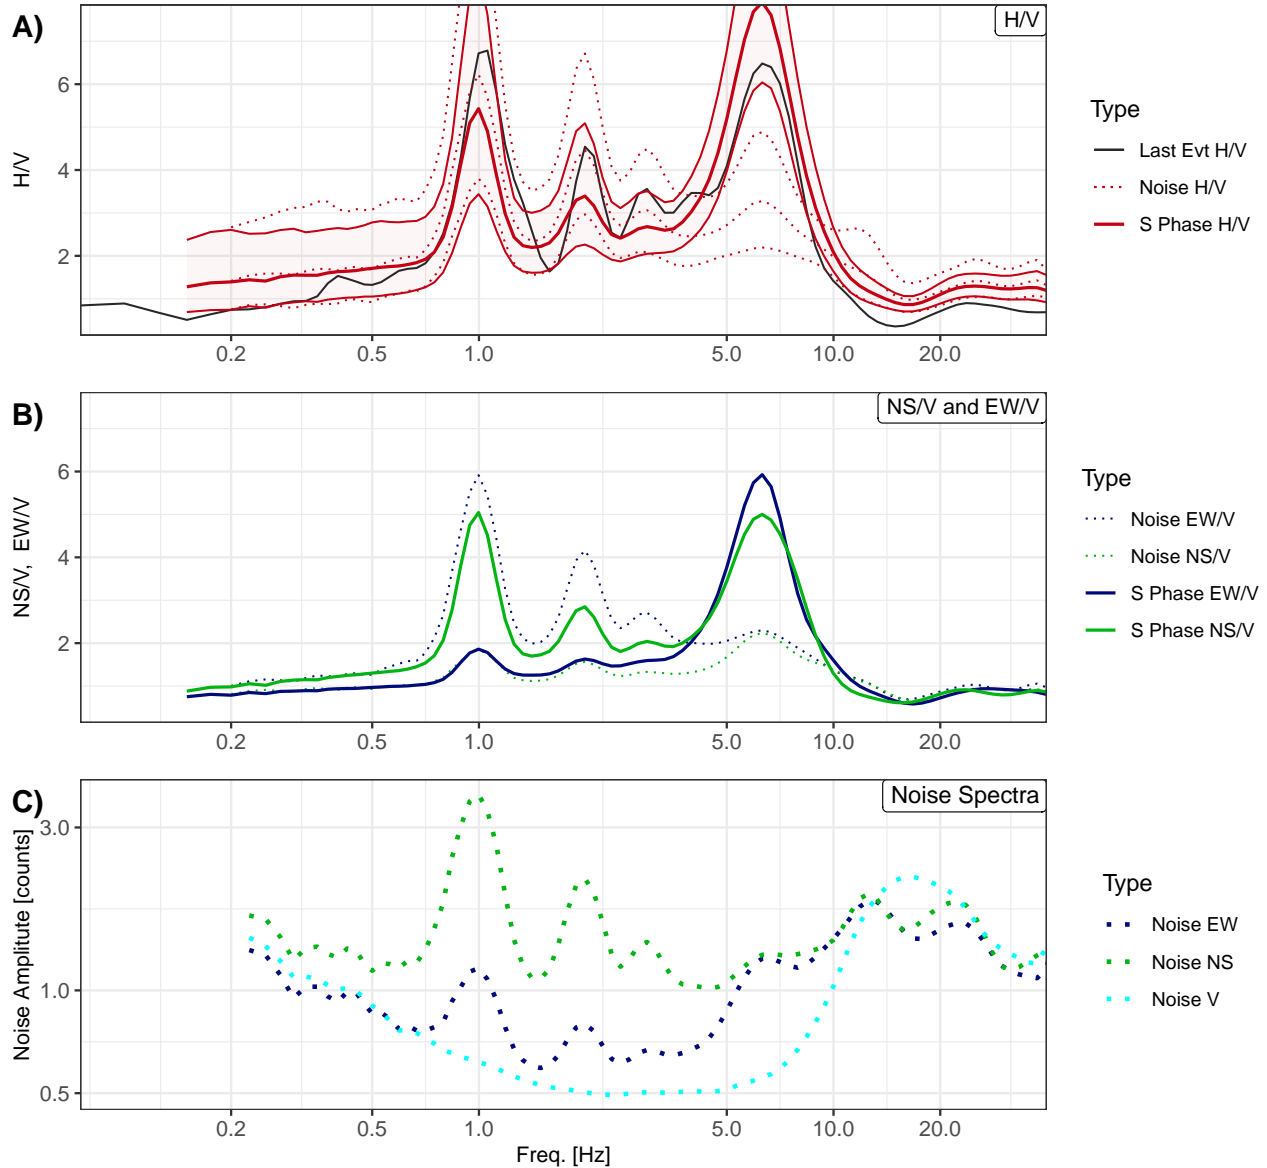 A)
H/V
6
4
2
H/V
0.2 0.5 1.0 5.0 10.0 20.0
Type
Last Evt H/V
Noise H/V
S Phase H/V
B)
NS/V and EW/V
6
4
2
NS/V, EW/V
0.2 0.5 1.0 5.0 10.0 20.0
Type
Noise EW/V
Noise NS/V
S Phase EW/V
S Phase NS/V
C)
Noise Spectra
3.0
1.0
0.5
Noise Amplitude [counts]
0.2 0.5 1.0 5.0 10.0 20.0
Freq. [Hz]
Type
Noise EW
Noise NS
Noise V